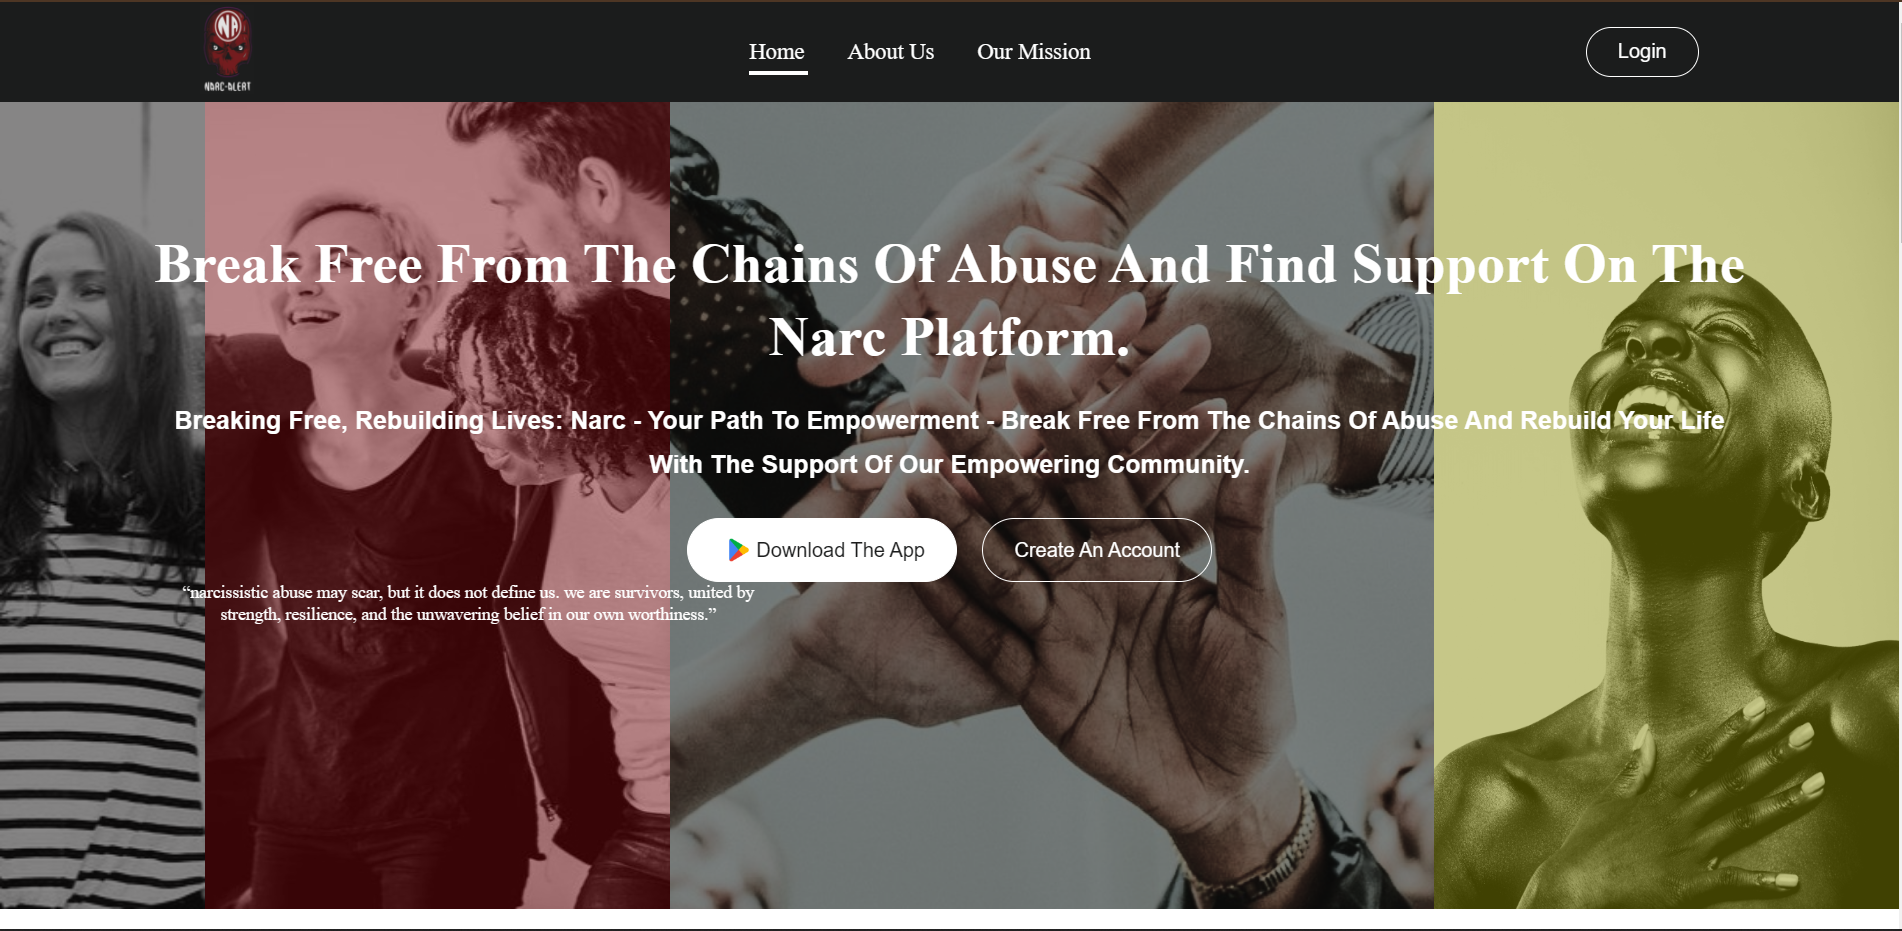 NA
NARC-ALERT
Home
About Us
Our Mission
Login
Break Free From The Chains Of Abuse And Find Support On The
Narc Platform.
Breaking Free, Rebuilding Lives: Narc - Your Path To Empowerment - Break Free From The Chains Of Abuse And Rebuild Your Life
With The Support Of Our Empowering Community.
Download The App
Create An Account
“narcissistic abuse may scar, but it does not define us. we are survivors, united by
strength, resilience, and the unwavering belief in our own worthiness.”